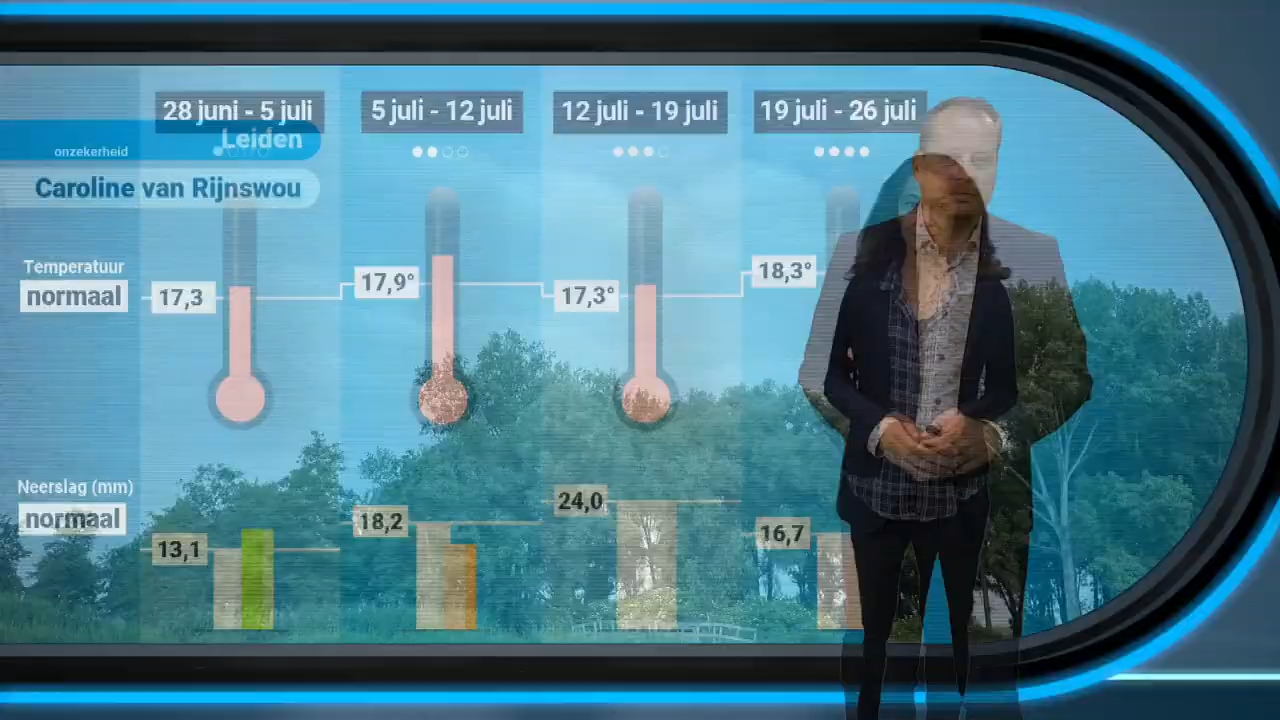 28 juni - 5 juli
5 juli - 12 juli
12 juli - 19 juli
19 juli - 26 juli
Leiden
onzekerheid
Caroline van Rijnswou
Temperatuur
normaal
17,3
17,9°
17,3°
18,3°
Neerslag (mm)
normaal
13,1
18,2
24,0
16,7